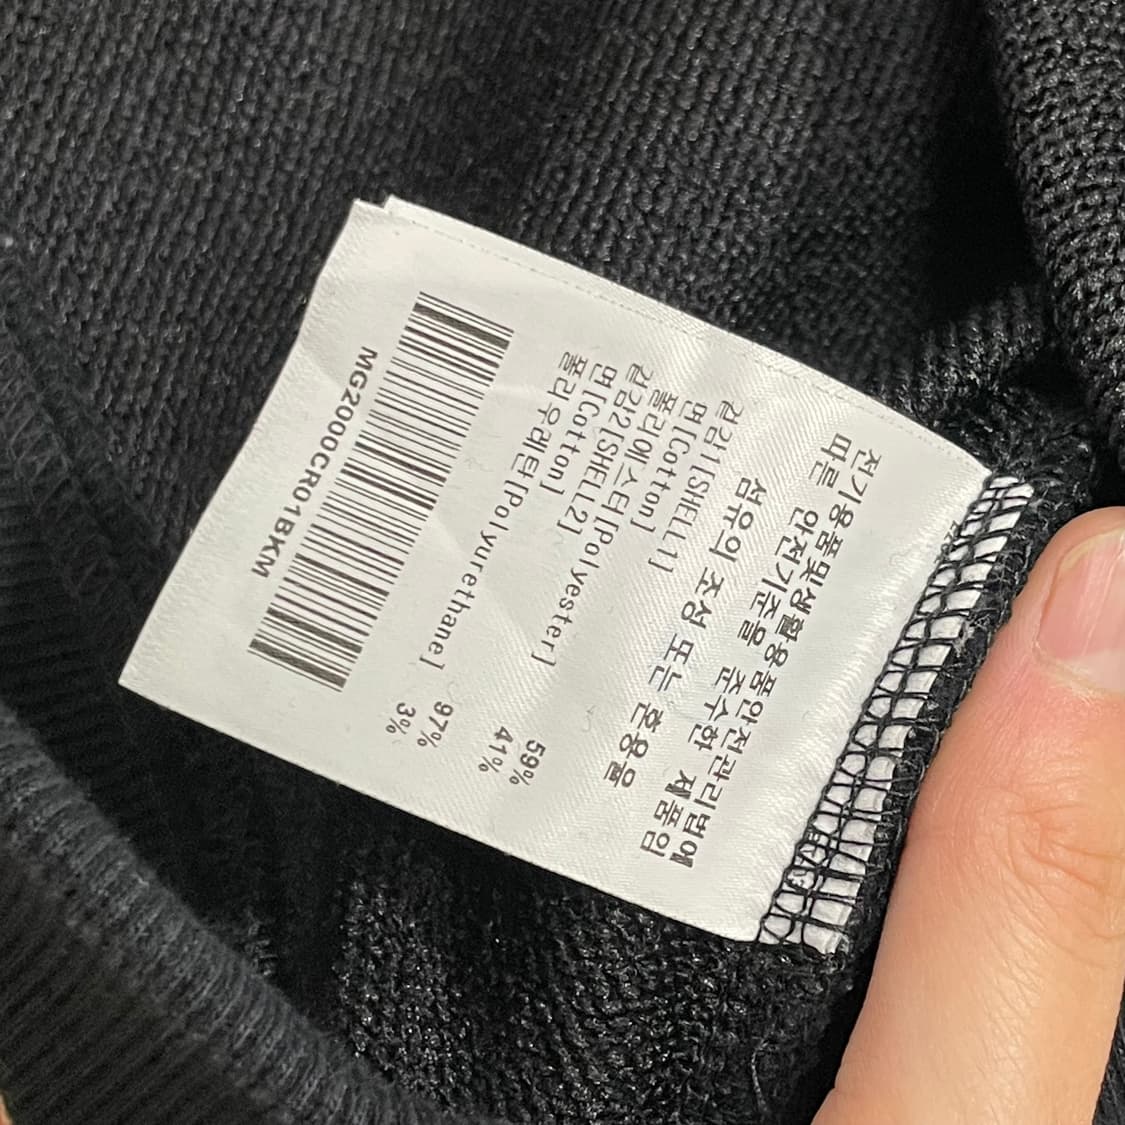 전기용품및생활용품안전관리법에
따른 안전기준을 준수한 제품임
섬유의 조성 또는 혼용율
겉감1[SHELL1]
면[Cotton] 59%
폴리에스터[Polyester] 41%
겉감2[SHELL2]
면[Cotton] 97%
폴리우레탄[Polyurethane] 3%
MG2000CR01BKM